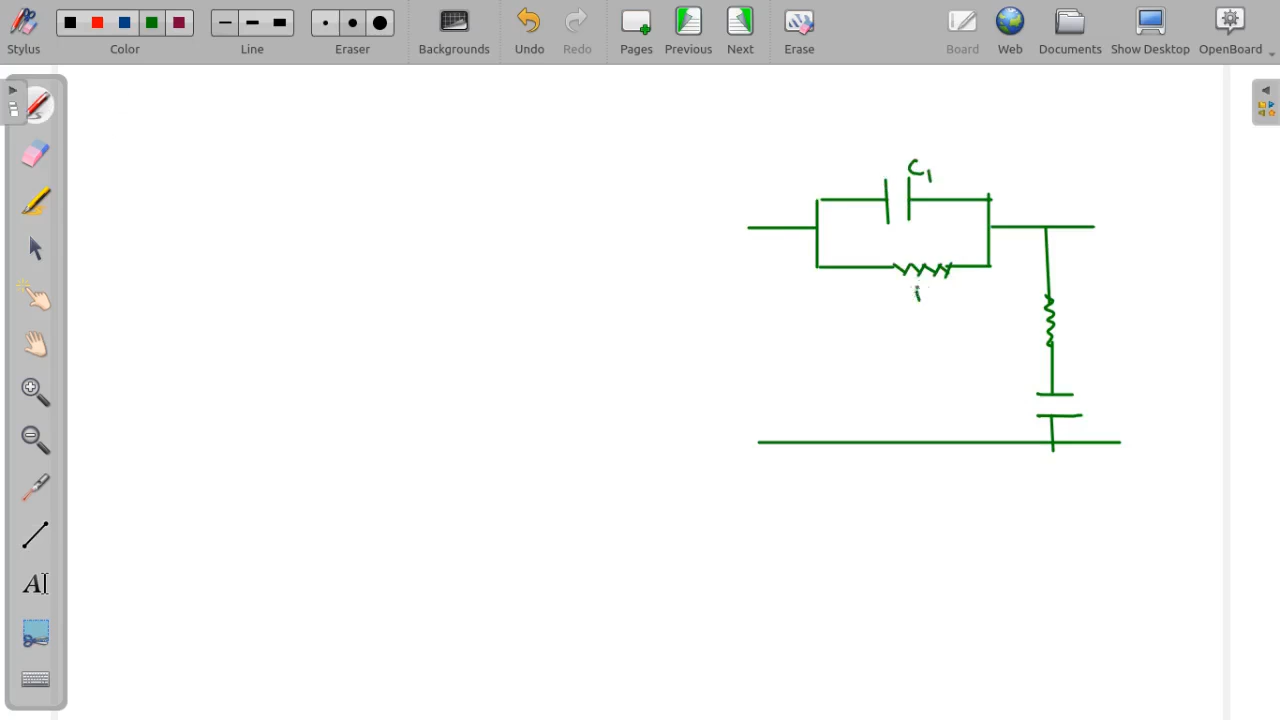 Stylus
Color
Line
Eraser
Backgrounds
Undo
Redo
Pages
Previous
Next
Erase
Board
Web
Documents
Show Desktop
OpenBoard
C1
A